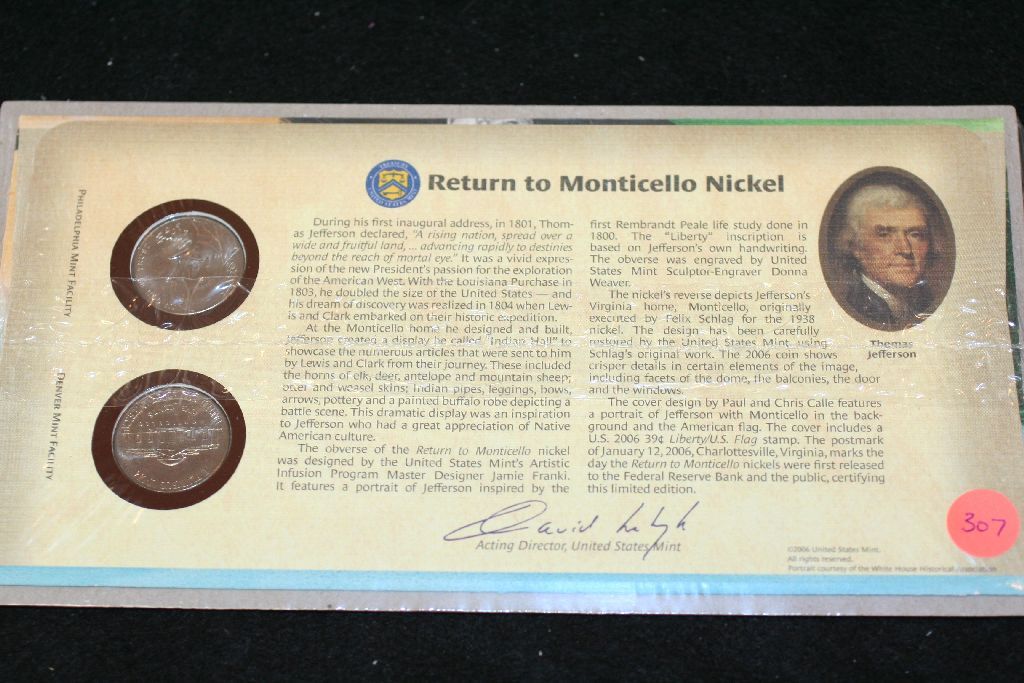 Return to Monticello Nickel
PHILADELPHIA MINT FACILITY
DENVER MINT FACILITY
During his first inaugural address, in 1801, Thom-
as Jefferson declared, "A rising nation, spread over a
wide and fruitful land, ... advancing rapidly to destinies
beyond the reach of mortal eye." It was a vivid expres-
sion of the new President's passion for the exploration
of the American West. With the Louisiana Purchase in
1803, he doubled the size of the United States — and
his dream of discovery was realized in 1804 when Lew-
is and Clark embarked on their historic expedition.
At the Monticello home he designed and built,
Jefferson created a display he called "Indian Hall" to
showcase the numerous articles that were sent to him
by Lewis and Clark from their journey. These included
the horns of elk, deer, antelope and mountain sheep;
otter and weasel skins; Indian pipes, leggings, bows,
arrows, pottery and a painted buffalo robe depicting a
battle scene. This dramatic display was an inspiration
to Jefferson who had a great appreciation of Native
American culture.
The obverse of the Return to Monticello nickel
was designed by the United States Mint's Artistic
Infusion Program Master Designer Jamie Franki.
It features a portrait of Jefferson inspired by the
first Rembrandt Peale life study done in
1800. The "Liberty" inscription is
based on Jefferson's own handwriting.
The obverse was engraved by United
States Mint Sculptor-Engraver Donna
Weaver.
The nickel's reverse depicts Jefferson's
Virginia home, Monticello, originally
executed by Felix Schlag for the 1938
nickel. The design has been carefully
restored by the United States Mint using
Schlag's original work. The 2006 coin shows
crisper details in certain elements of the image,
including facets of the dome, the balconies, the door
and the windows.
The cover design by Paul and Chris Calle features
a portrait of Jefferson with Monticello in the back-
ground and the American flag. The cover includes a
U.S. 2006 39¢ Liberty/U.S. Flag stamp. The postmark
of January 12, 2006, Charlottesville, Virginia, marks the
day the Return to Monticello nickels were first released
to the Federal Reserve Bank and the public, certifying
this limited edition.
Thomas
Jefferson
David
Acting Director, United States Mint
©2006 United States Mint.
All rights reserved.
Portrait courtesy of the White House Historical Association
307